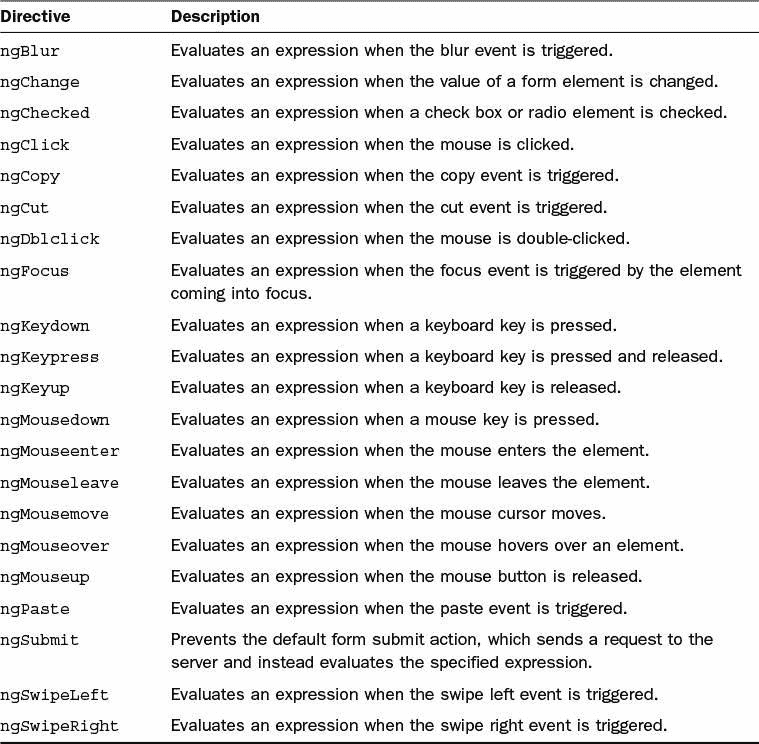 Directive Description
ngBlur Evaluates an expression when the blur event is triggered.
ngChange Evaluates an expression when the value of a form element is changed.
ngChecked Evaluates an expression when a check box or radio element is checked.
ngClick Evaluates an expression when the mouse is clicked.
ngCopy Evaluates an expression when the copy event is triggered.
ngCut Evaluates an expression when the cut event is triggered.
ngDblclick Evaluates an expression when the mouse is double-clicked.
ngFocus Evaluates an expression when the focus event is triggered by the element
coming into focus.
ngKeydown Evaluates an expression when a keyboard key is pressed.
ngKeypress Evaluates an expression when a keyboard key is pressed and released.
ngKeyup Evaluates an expression when a keyboard key is released.
ngMousedown Evaluates an expression when a mouse key is pressed.
ngMouseenter Evaluates an expression when the mouse enters the element.
ngMouseleave Evaluates an expression when the mouse leaves the element.
ngMousemove Evaluates an expression when the mouse cursor moves.
ngMouseover Evaluates an expression when the mouse hovers over an element.
ngMouseup Evaluates an expression when the mouse button is released.
ngPaste Evaluates an expression when the paste event is triggered.
ngSubmit Prevents the default form submit action, which sends a request to the
server and instead evaluates the specified expression.
ngSwipeLeft Evaluates an expression when the swipe left event is triggered.
ngSwipeRight Evaluates an expression when the swipe right event is triggered.